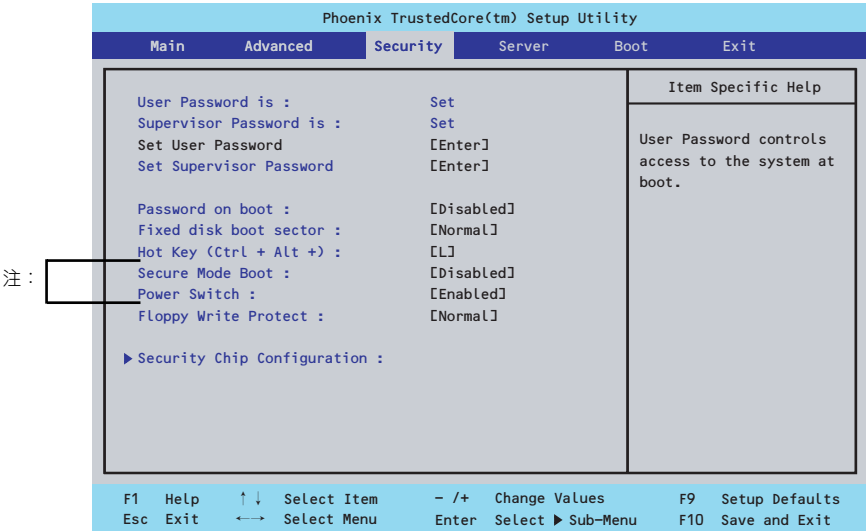 Phoenix TrustedCore(tm) Setup Utility
Main Advanced Security Server Boot Exit
Item Specific Help
User Password is : Set
Supervisor Password is : Set
Set User Password [Enter]
Set Supervisor Password [Enter]
User Password controls
access to the system at
boot.
Password on boot : [Disabled]
Fixed disk boot sector : [Normal]
Hot Key (Ctrl + Alt +) : [L]
注：
Secure Mode Boot : [Disabled]
Power Switch : [Enabled]
Floppy Write Protect : [Normal]
▶ Security Chip Configuration :
F1 Help ↑↓ Select Item - /+ Change Values F9 Setup Defaults
Esc Exit ←→ Select Menu Enter Select ▶ Sub-Menu F10 Save and Exit